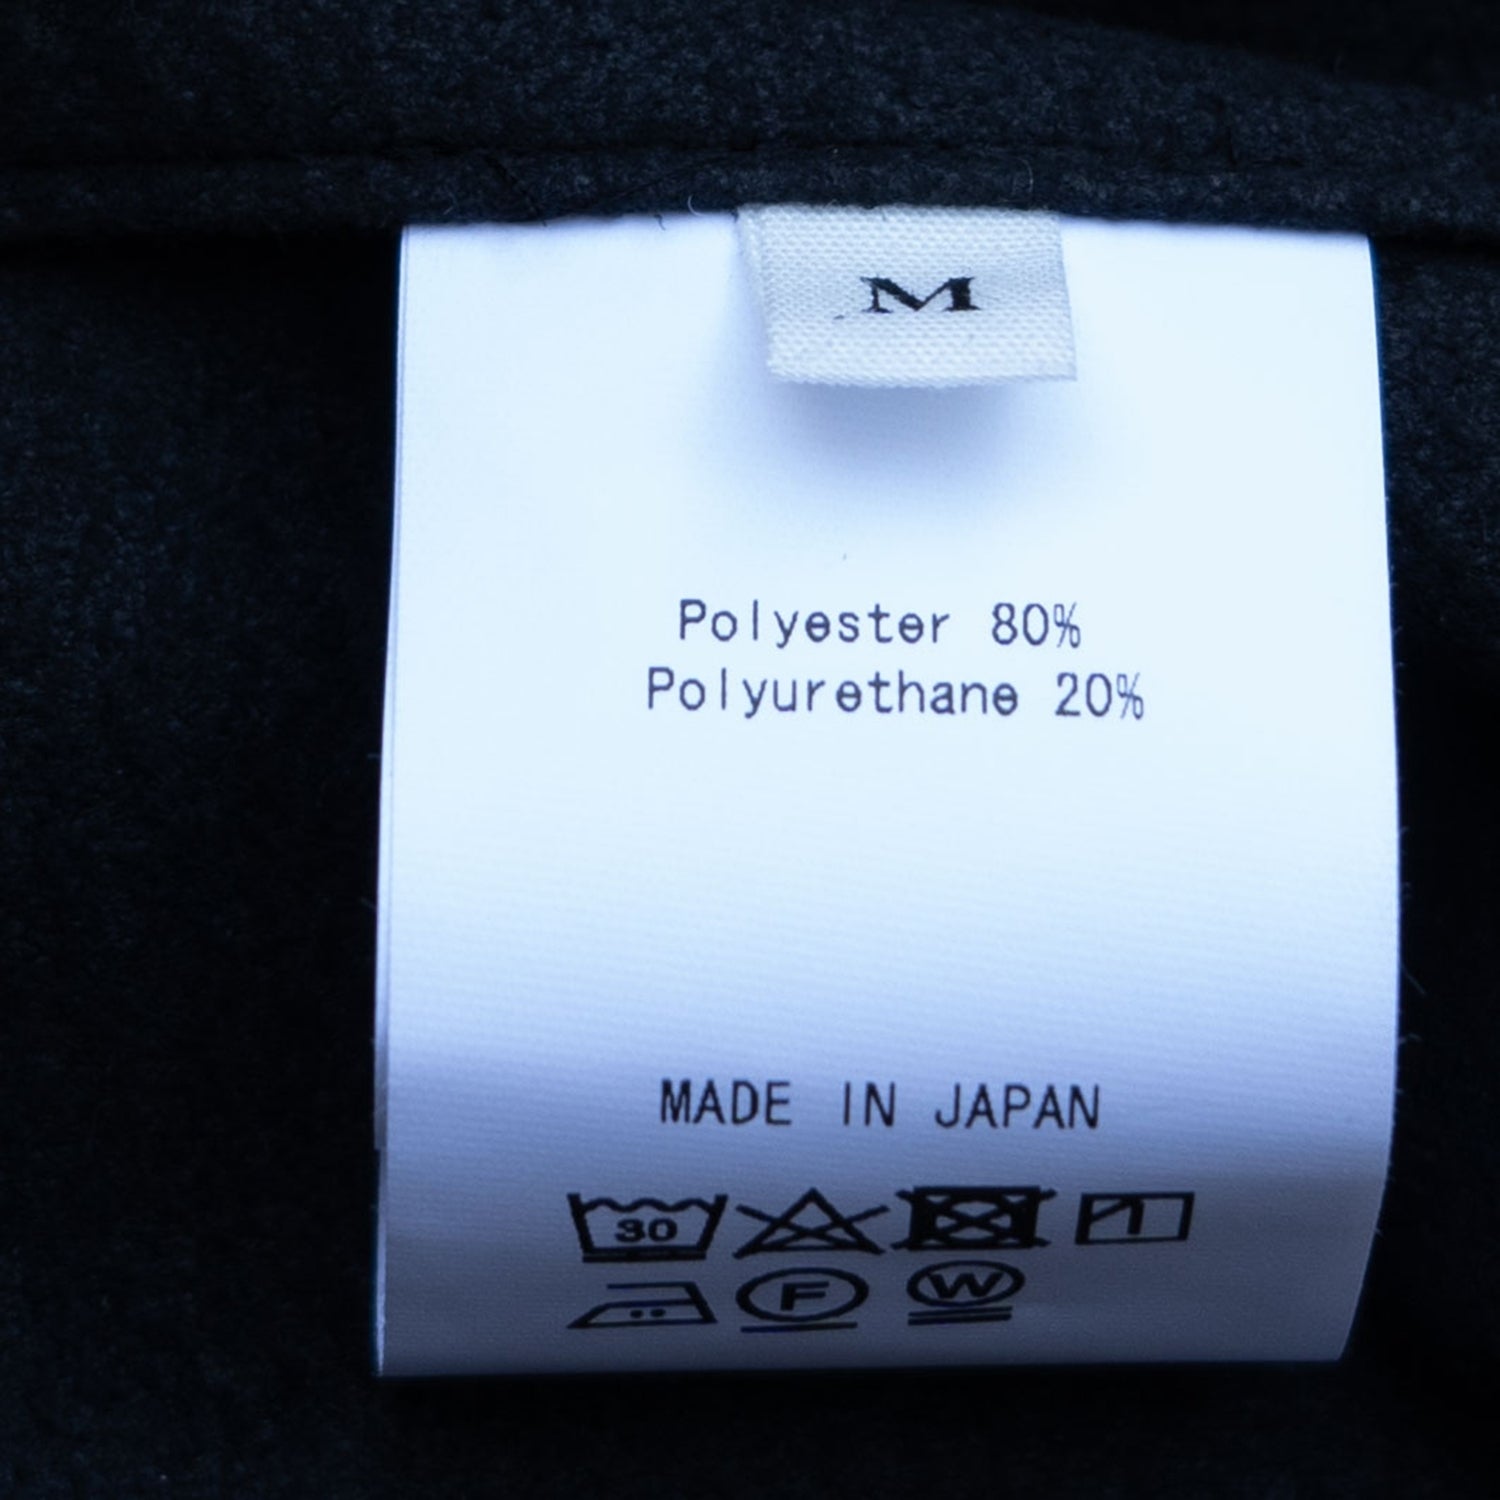 M
Polyester 80%
Polyurethane 20%
MADE IN JAPAN
30
F W